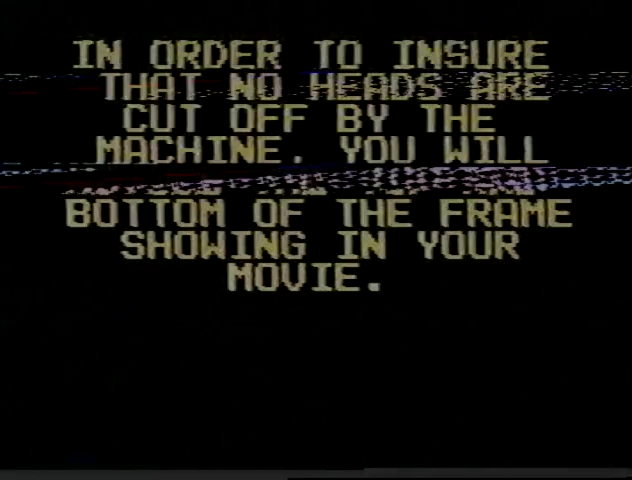 IN ORDER TO INSURE
THAT NO HEADS ARE
CUT OFF BY THE
MACHINE. YOU WILL
BOTTOM OF THE FRAME
SHOWING IN YOUR
MOVIE.